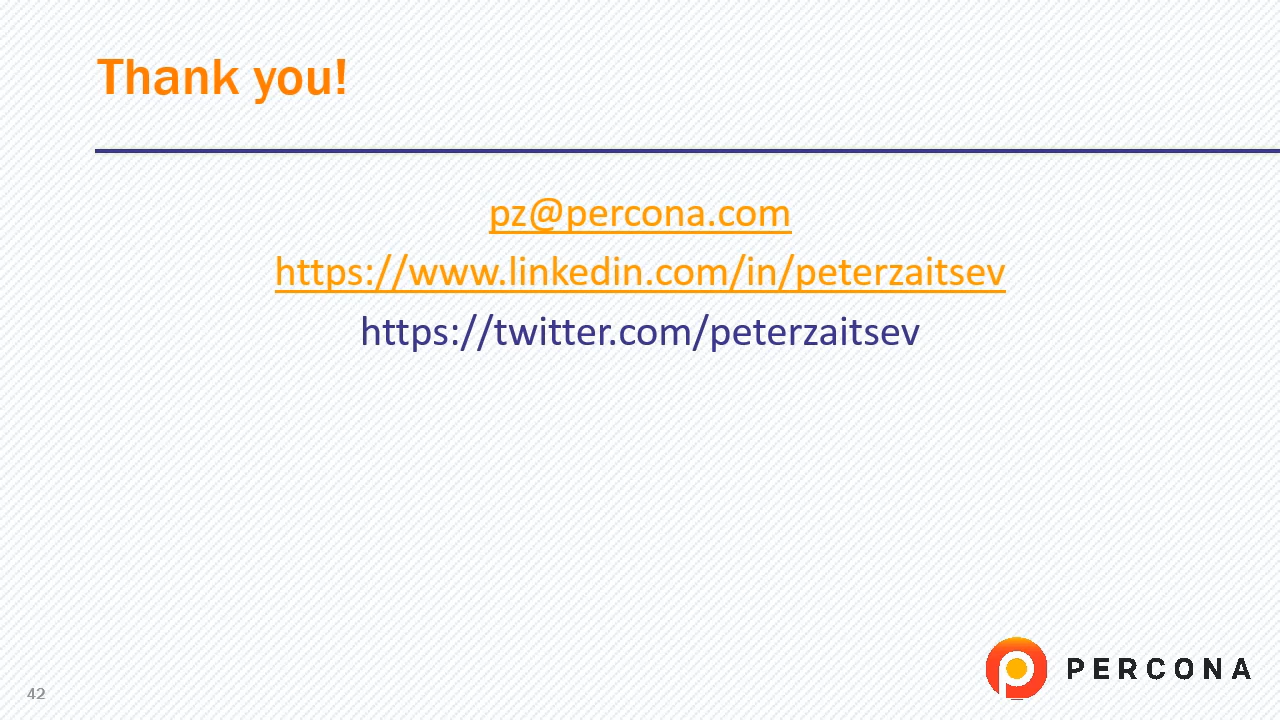 Thank you!
pz@percona.com
https://www.linkedin.com/in/peterzaitsev
https://twitter.com/peterzaitsev
PERCONA
42